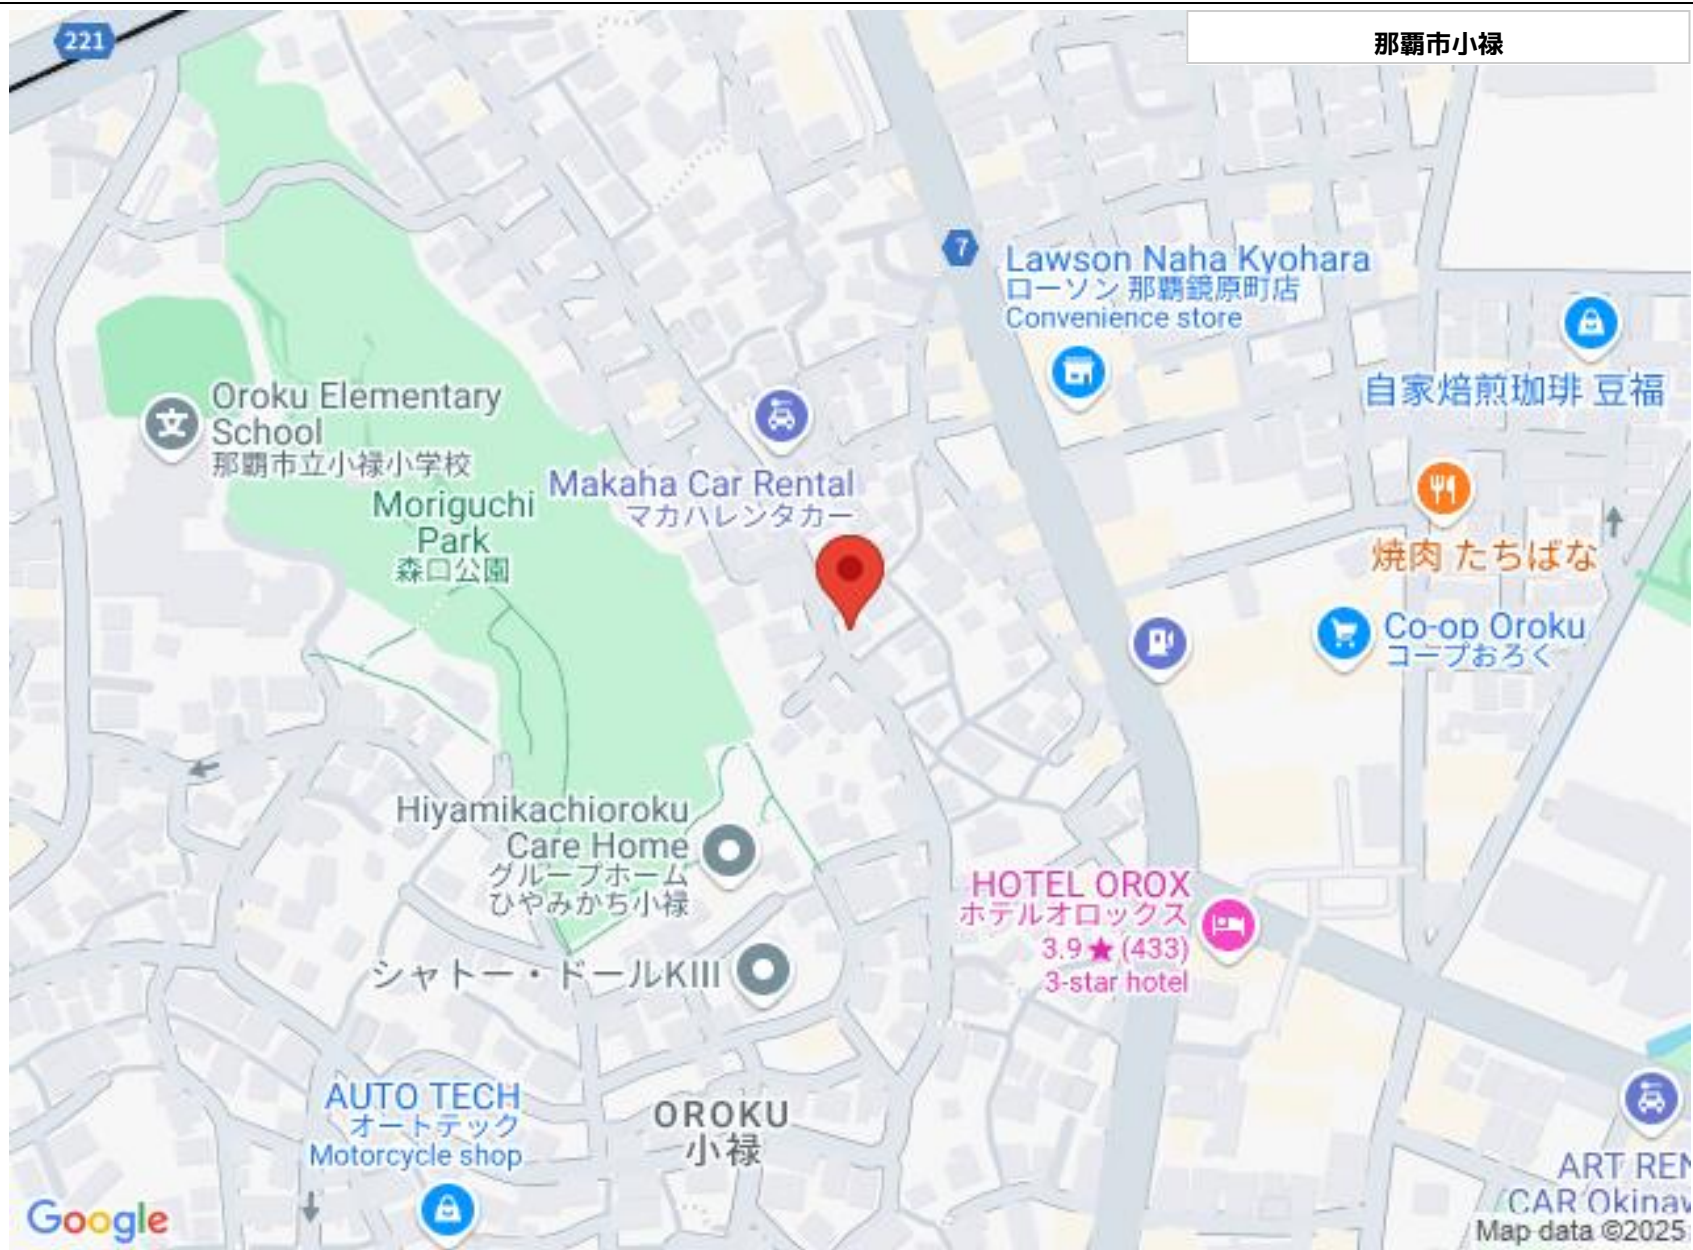 221
那覇市小禄
7
Lawson Naha Kyohara
ローソン 那覇鏡原町店
Convenience store
自家焙煎珈琲 豆福
Oroku Elementary
School
那覇市立小禄小学校
Moriguchi
Park
森口公園
Makaha Car Rental
マカハレンタカー
焼肉 たちばな
Co-op Oroku
コープおろく
Hiyamikachioroku
Care Home
グループホーム
ひやみかち小禄
HOTEL OROX
ホテルオロックス
3.9★(433)
3-star hotel
シャトー・ドールKIII
AUTO TECH
オートテック
Motorcycle shop
OROKU
小禄
ART REN
CAR Okinaw
Google
Map data ©2025